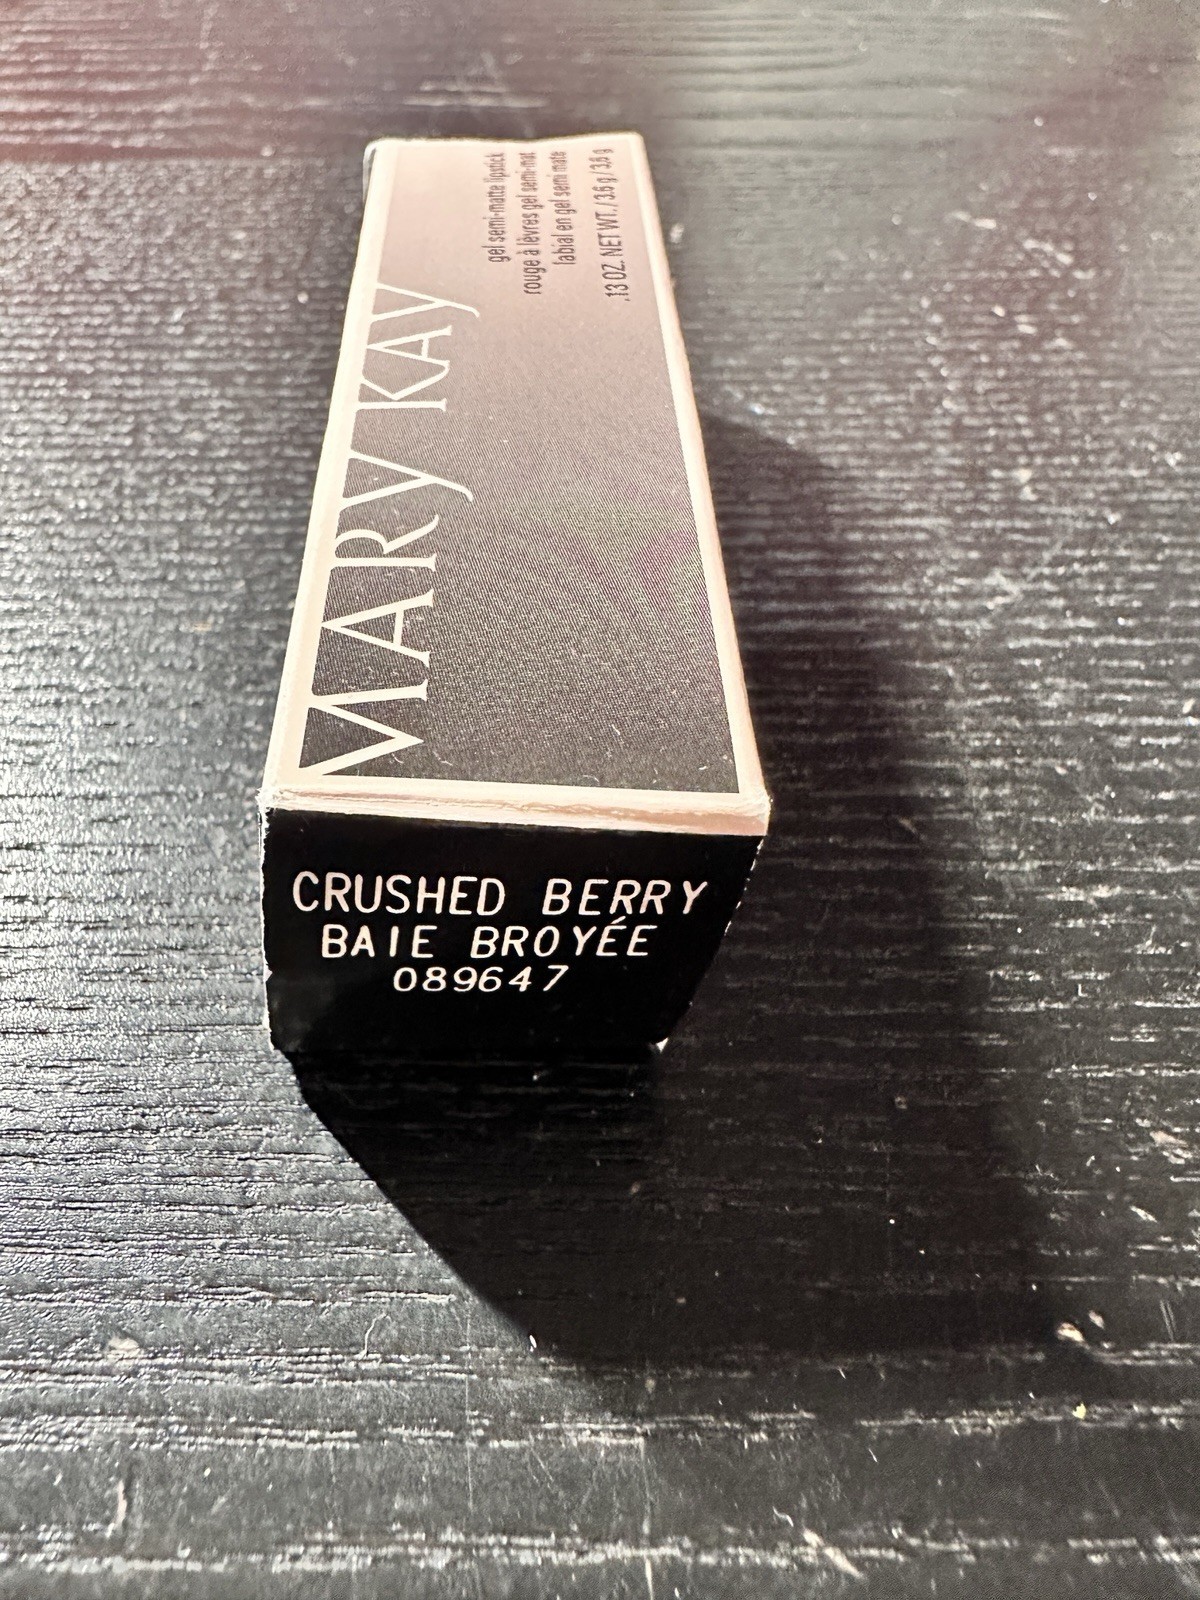 MARY KAY
gel semi-matte lipstick
rouge à lèvres gel semi-mat
labial en gel semi mate
.13 OZ. NET WT. / 3.6 g / 3,6 g
CRUSHED BERRY
BAIE BROYÉE
089647